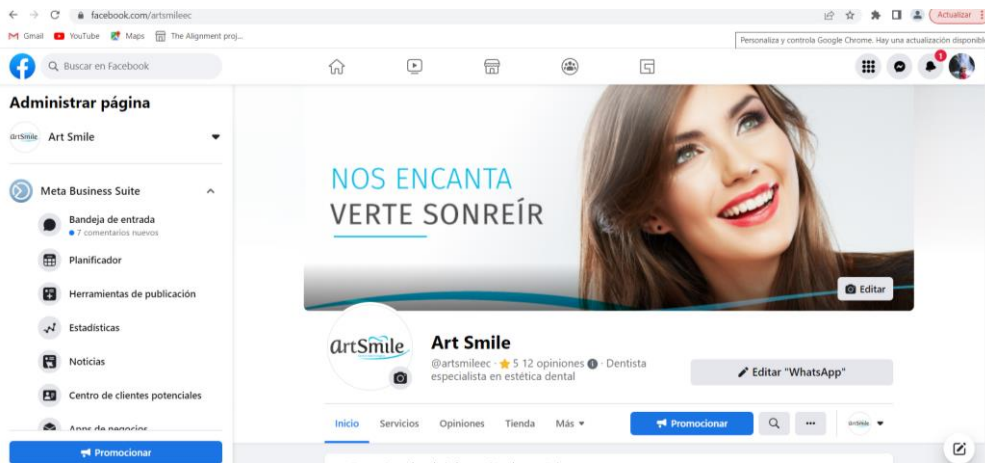 facebook.com/artsmileec
Actualizar
Gmail
YouTube
Maps
The Alignment proj...
Personaliza y controla Google Chrome. Hay una actualización disponible
Buscar en Facebook
1
Administrar página
artSmile Art Smile
Meta Business Suite
Bandeja de entrada
7 comentarios nuevos
Planificador
Herramientas de publicación
Estadísticas
Noticias
Centro de clientes potenciales
Apps de negocios
Promocionar
NOS ENCANTA
VERTE SONREÍR
Editar
artSmile
Art Smile
@artsmileec · 5 12 opiniones · Dentista
especialista en estética dental
Editar "WhatsApp"
Inicio
Servicios
Opiniones
Tienda
Más
Promocionar
artSmile